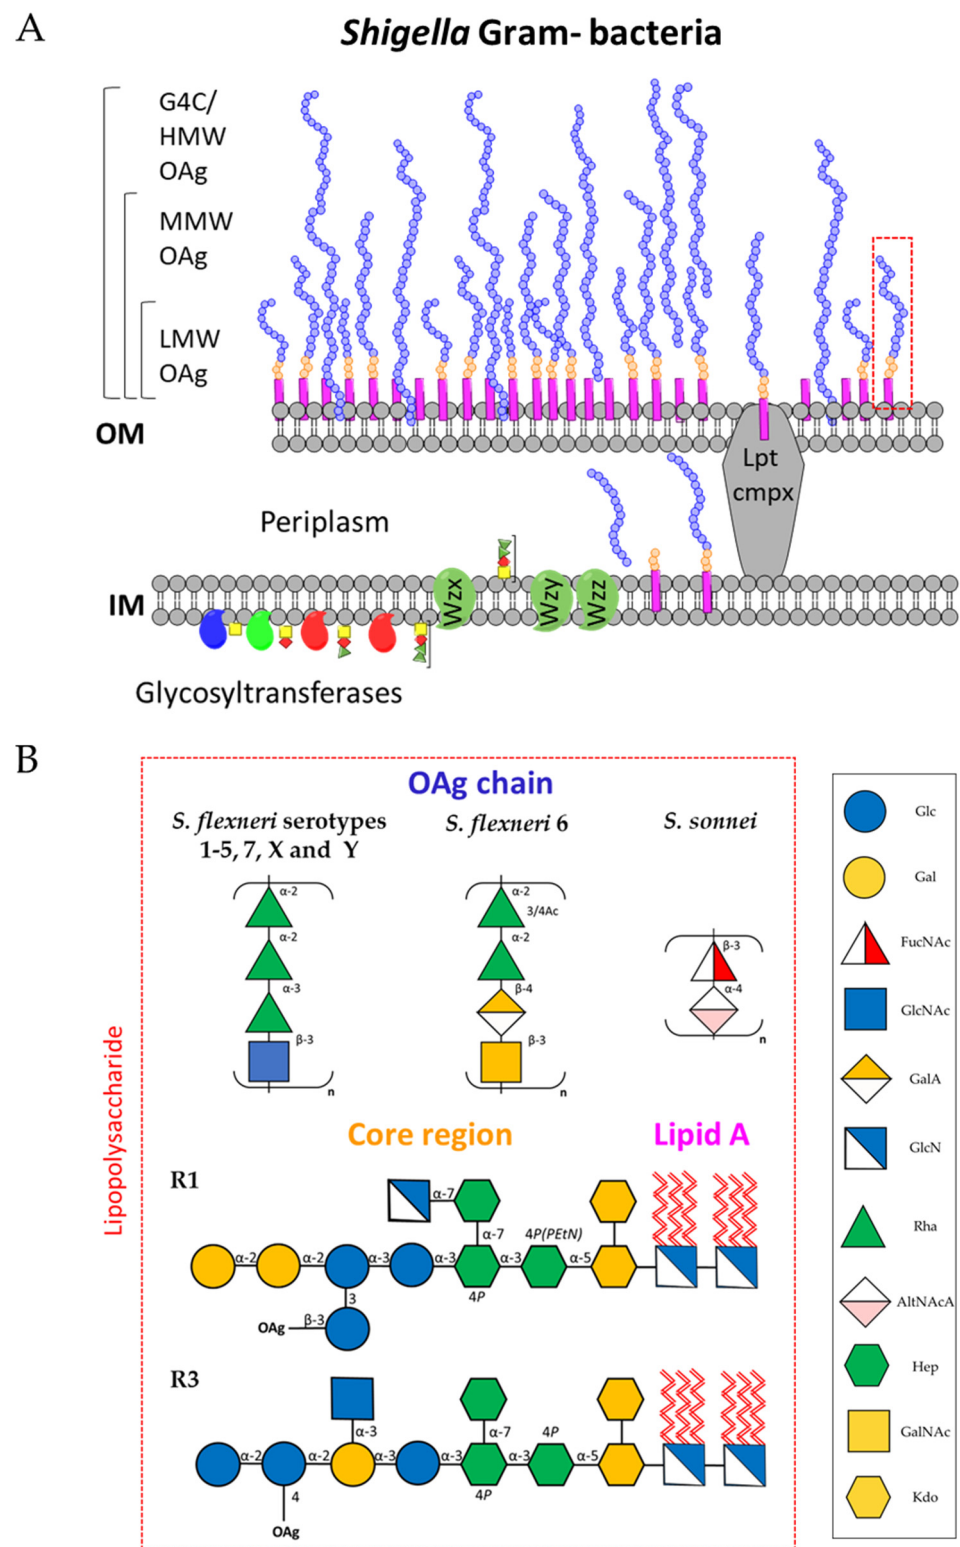 A
Shigella Gram- bacteria
G4C/
HMW
OAg
MMW
OAg
LMW
OAg
OM
Lpt
cmpx
Periplasm
IM
Wzx
Wzy
Wzz
Glycosyltransferases
B
OAg chain
S. flexneri serotypes
1-5, 7, X and Y
S. flexneri 6
S. sonnei
α-2
α-2
α-3
β-3
n
α-2
3/4Ac
α-2
β-4
β-3
n
β-3
α-4
n
Lipopolysaccharide
Core region
Lipid A
R1
α-7
α-7
4P(PEtN)
α-2
α-2
α-3
α-3
α-3
α-5
4P
3
OAg
β-3
R3
α-3
α-7
4P
α-2
α-2
α-3
α-3
α-3
α-5
4P
4
OAg
Glc
Gal
FucNAc
GlcNAc
GalA
GlcN
Rha
AltNAcA
Hep
GalNAc
Kdo